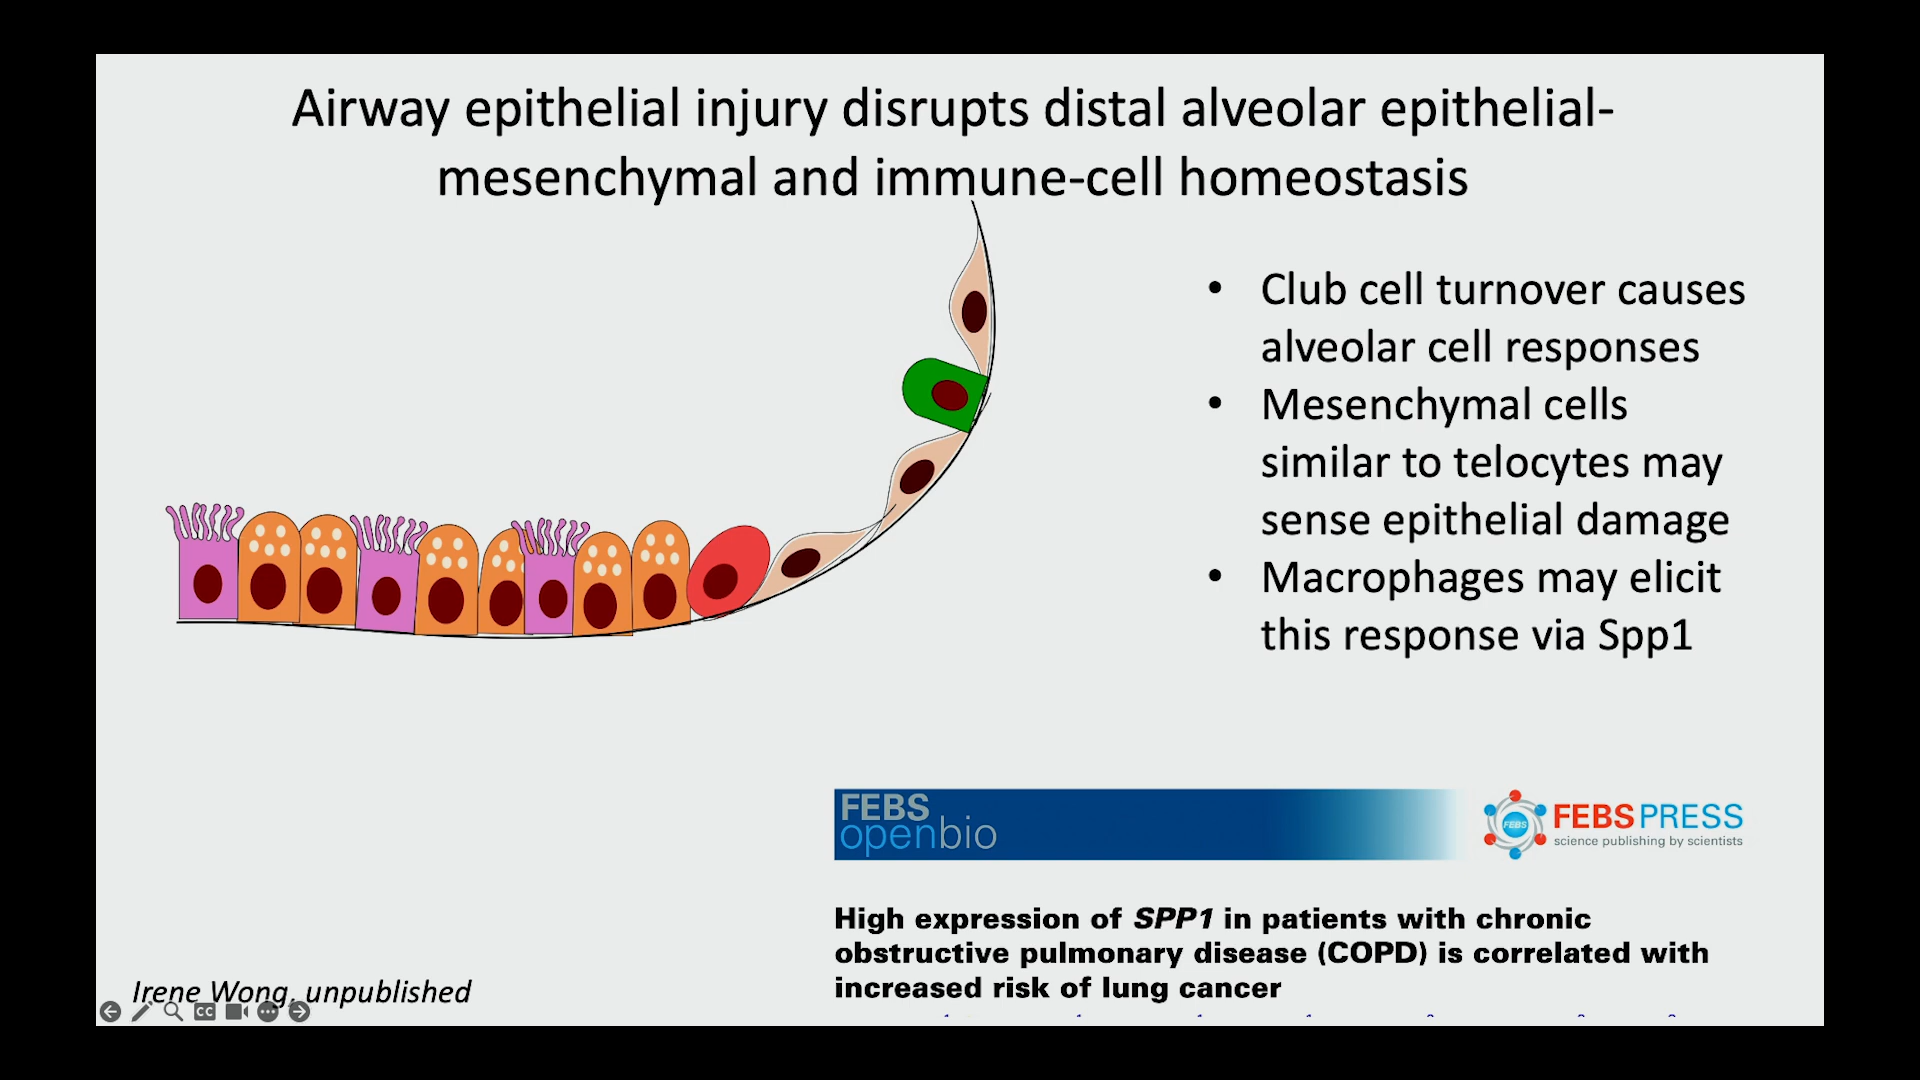 Airway epithelial injury disrupts distal alveolar epithelial-
mesenchymal and immune-cell homeostasis
• Club cell turnover causes
alveolar cell responses
• Mesenchymal cells
similar to telocytes may
sense epithelial damage
• Macrophages may elicit
this response via Spp1
FEBS
openbio
FEBS
FEBS PRESS
science publishing by scientists
High expression of SPP1 in patients with chronic
obstructive pulmonary disease (COPD) is correlated with
increased risk of lung cancer
Irene Wong, unpublished
CC